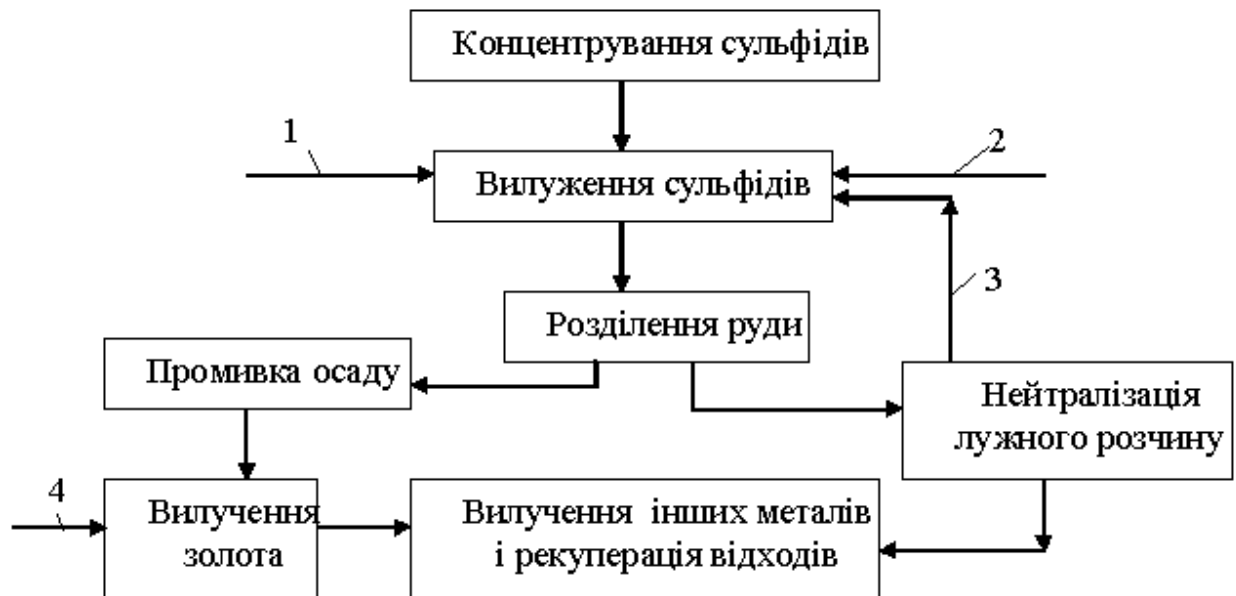 Концентрування сульфідів
1
2
Вилуження сульфідів
3
Розділення руди
Промивка осаду
Нейтралізація
лужного розчину
4
Вилучення
золота
Вилучення інших металів
і рекуперація відходів